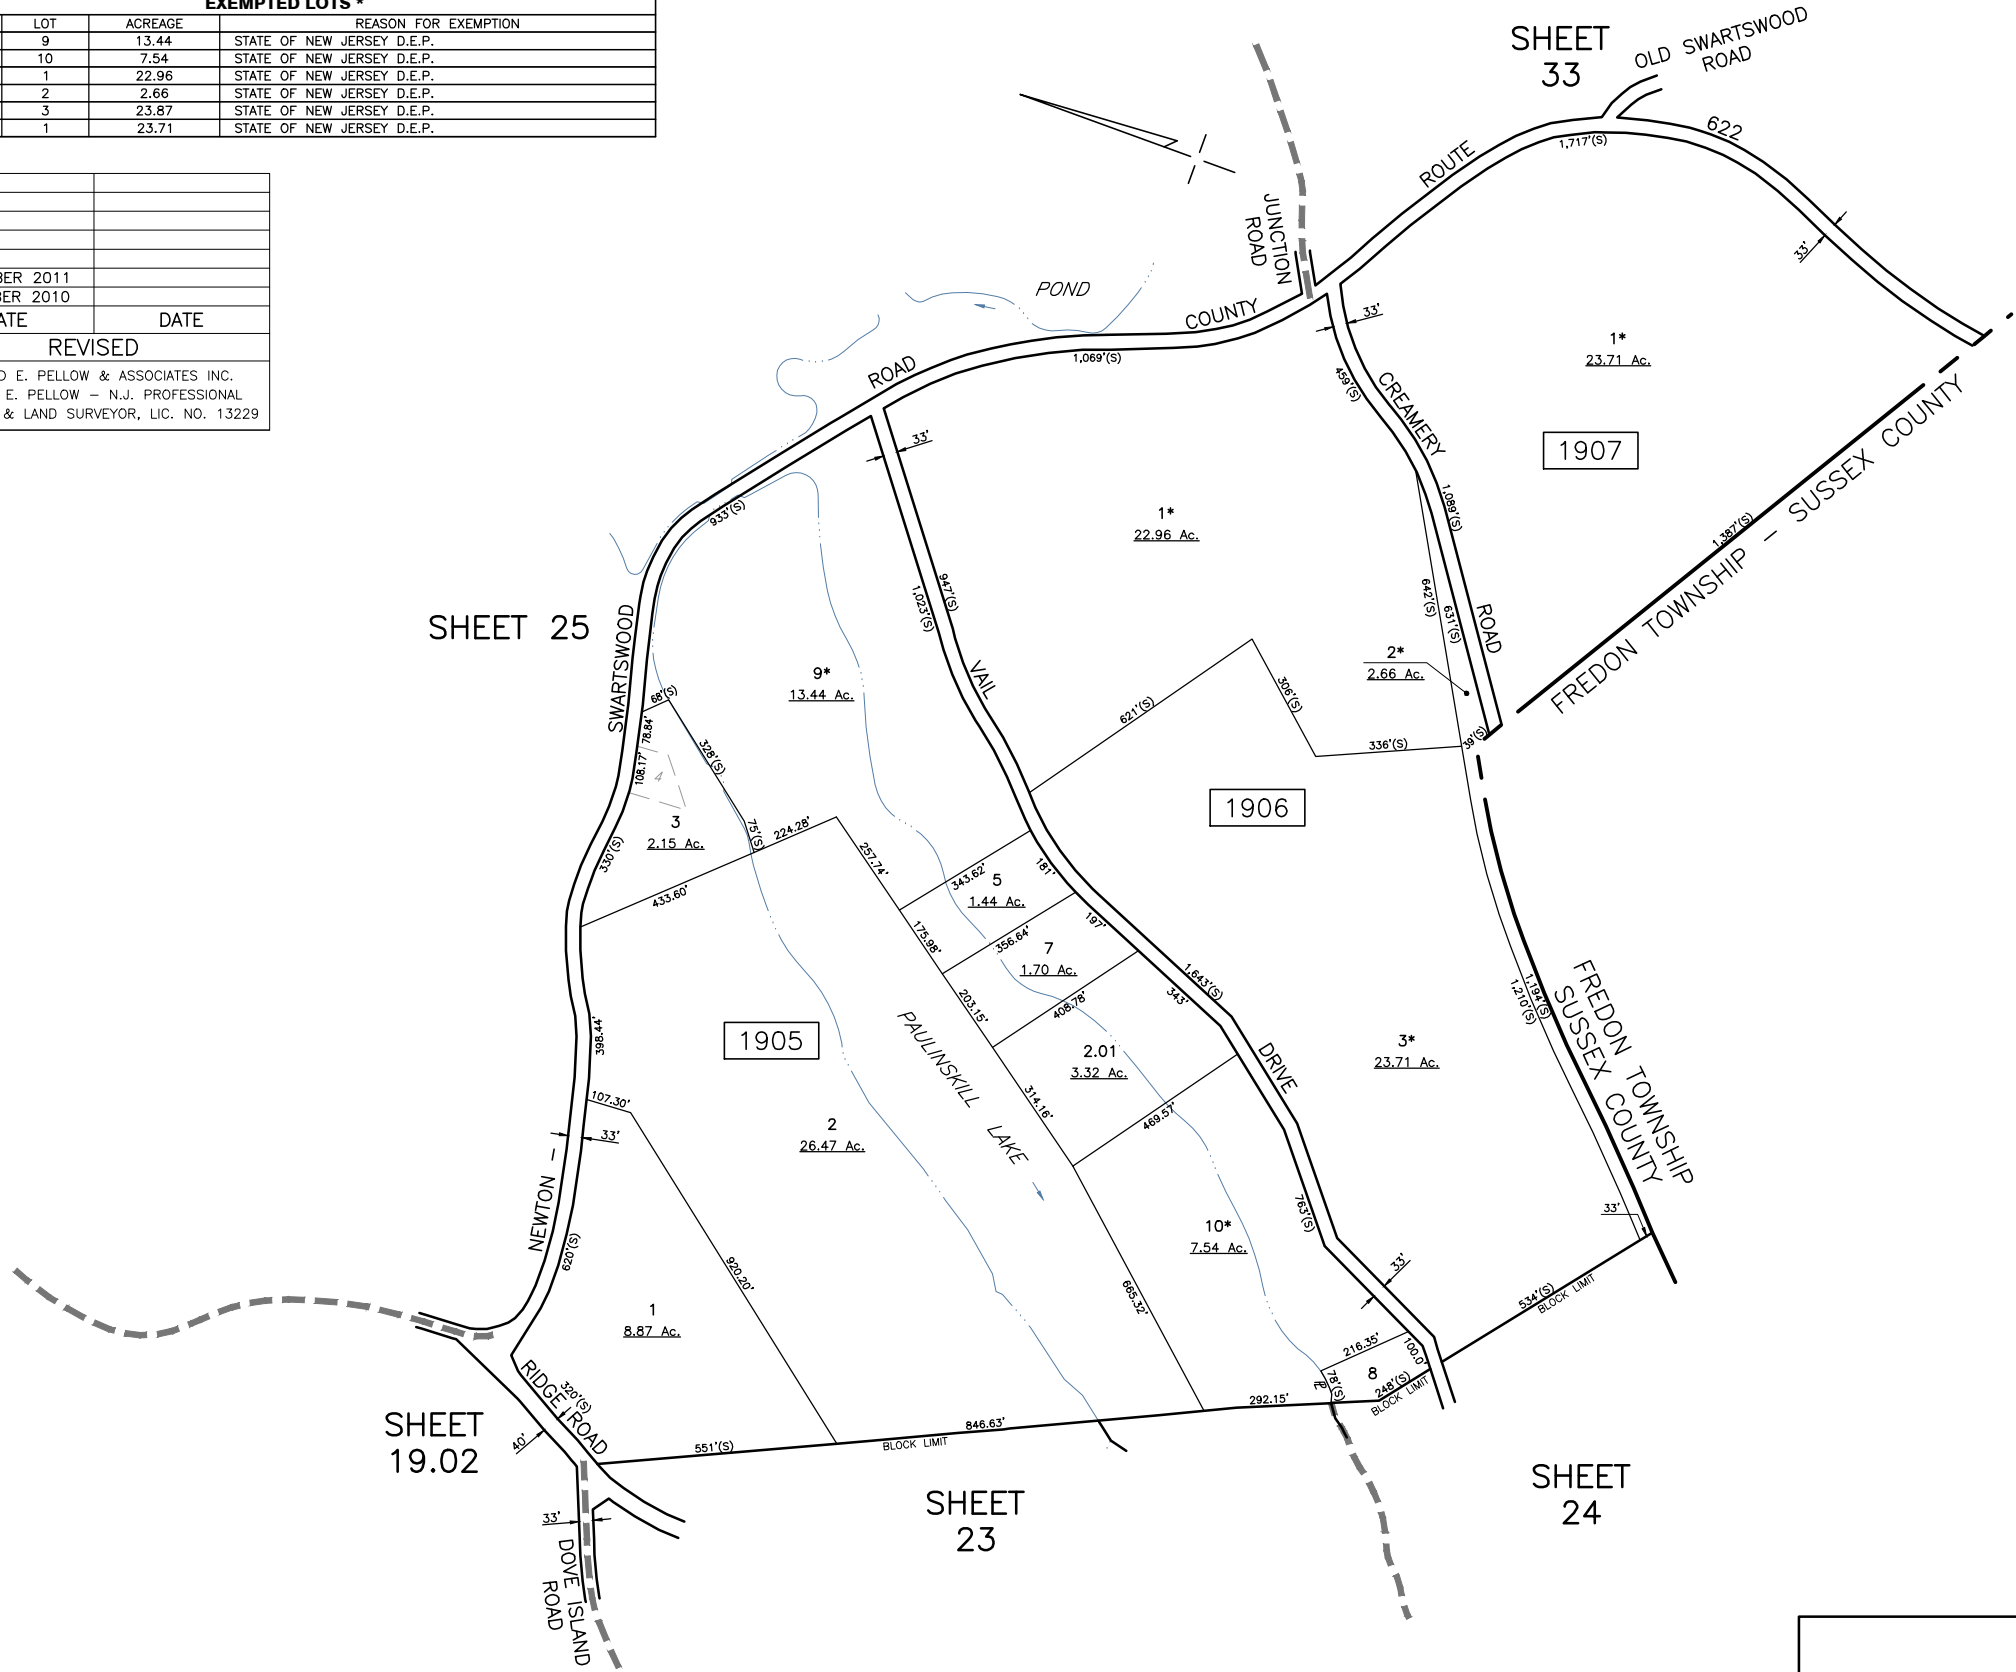 EXEMPTED LOTS *
LOT ACREAGE REASON FOR EXEMPTION
9 13.44 STATE OF NEW JERSEY D.E.P.
10 7.54 STATE OF NEW JERSEY D.E.P.
1 22.96 STATE OF NEW JERSEY D.E.P.
2 2.66 STATE OF NEW JERSEY D.E.P.
3 23.87 STATE OF NEW JERSEY D.E.P.
1 23.71 STATE OF NEW JERSEY D.E.P.
BER 2011
BER 2010
ATE DATE
REVISED
D E. PELLOW & ASSOCIATES INC.
E. PELLOW – N.J. PROFESSIONAL
& LAND SURVEYOR, LIC. NO. 13229
SHEET
33
OLD SWARTSWOOD
ROAD
622
1,717'(S)
ROUTE
33'
JUNCTION
ROAD
POND
COUNTY
33'
1,069'(S)
ROAD
1*
23.71 Ac.
459'(S)
CREAMERY
1907
33'
933'(S)
1*
22.96 Ac.
1,089'(S)
1,387'(S)
FREDON TOWNSHIP – SUSSEX COUNTY
SHEET 25
SWARTSWOOD
947'(S)
1,023'(S)
642'(S)
631'(S)
ROAD
2*
2.66 Ac.
9*
13.44 Ac.
VAIL
621'(S)
306'(S)
336'(S)
39'(S)
68'(S)
78.84'
108.17'
328'(S)
4
3
2.15 Ac.
75'(S)
224.28'
330'(S)
433.60'
257.74'
1906
343.62'
5
1.44 Ac.
181'
175.98'
356.64'
197'
7
1.70 Ac.
1,643'(S)
343'
203.15'
408.78'
1,194'(S)
1,210'(S)
FREDON TOWNSHIP
SUSSEX COUNTY
398.44'
1905
PAULINSKILL LAKE
2.01
3.32 Ac.
DRIVE
3*
23.71 Ac.
314.16'
469.57'
107.30'
33'
2
26.47 Ac.
NEWTON –
620'(S)
920.20'
763'(S)
10*
7.54 Ac.
33'
665.32'
33'
534'(S)
BLOCK LIMIT
1
8.87 Ac.
216.35'
100.0'
8
78'(S)
248'(S)
BLOCK LIMIT
RIDGE ROAD
320'(S)
40'
292.15'
846.63'
BLOCK LIMIT
551'(S)
SHEET
19.02
SHEET
23
SHEET
24
33'
DOVE ISLAND
ROAD